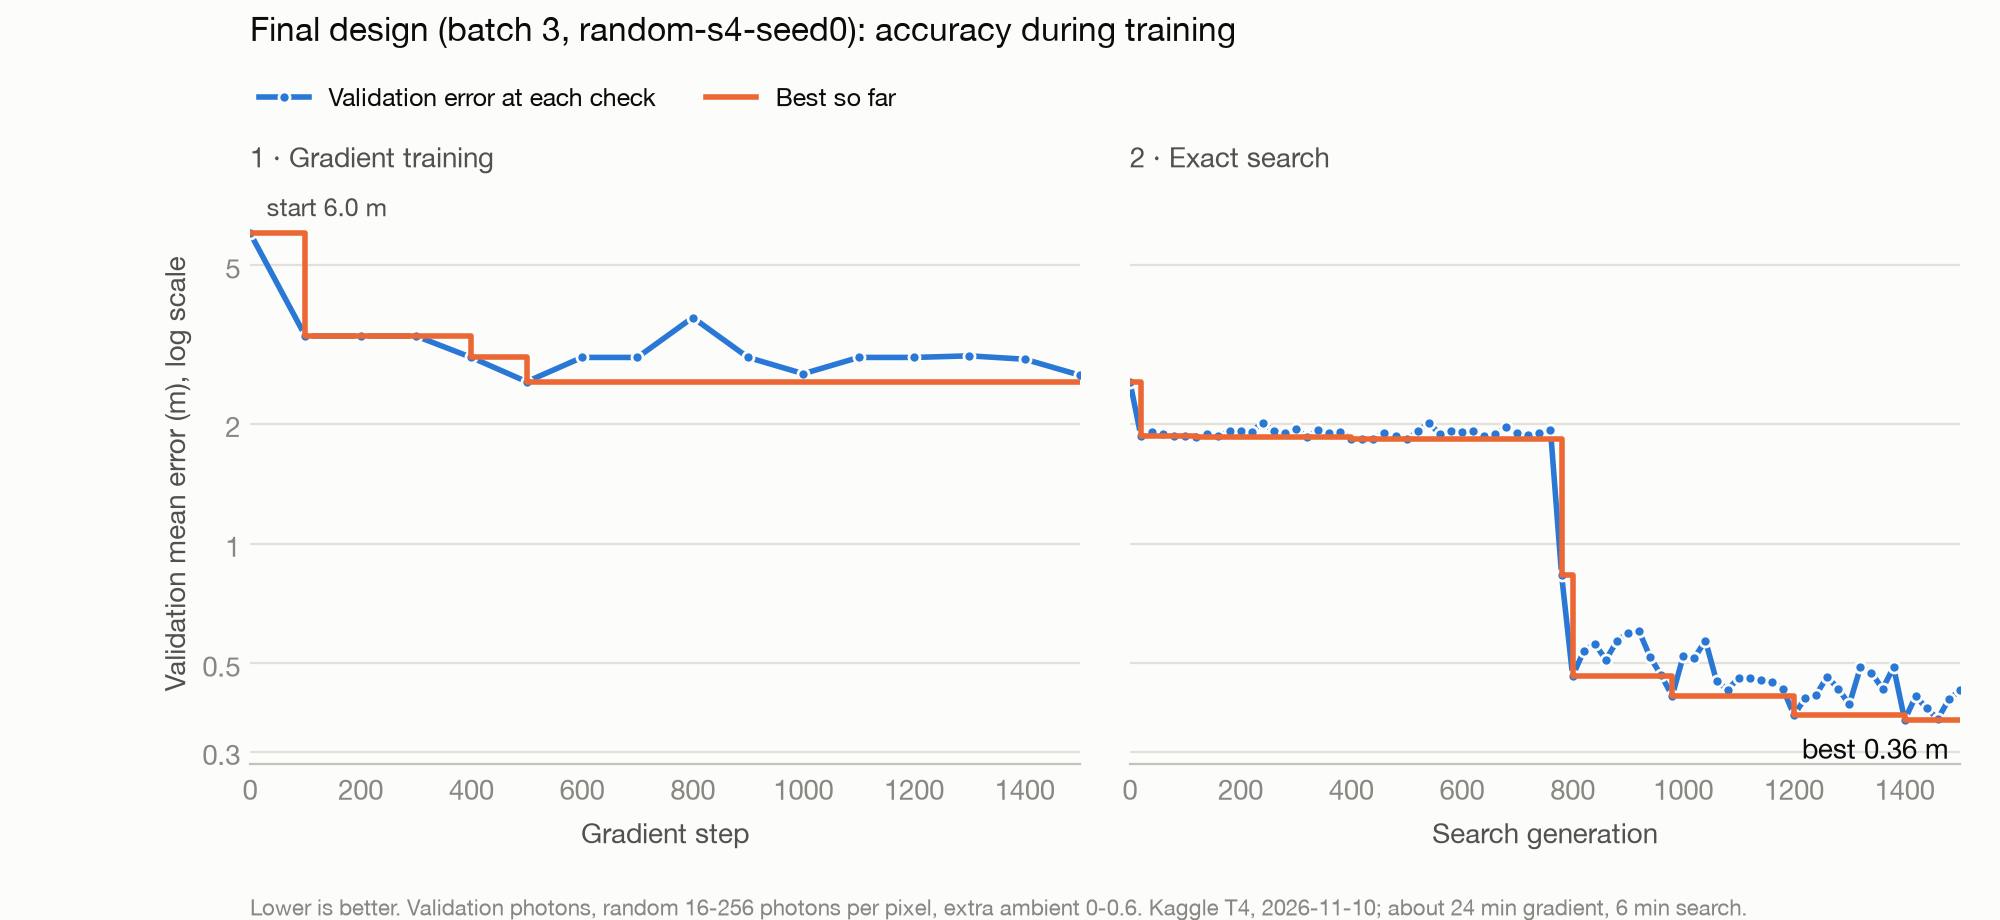 Final design (batch 3, random-s4-seed0): accuracy during training
Validation error at each check
Best so far
1 · Gradient training
2 · Exact search
start 6.0 m
Validation mean error (m), log scale
5
2
1
0.5
0.3
best 0.36 m
0 200 400 600 800 1000 1200 1400
0 200 400 600 800 1000 1200 1400
Gradient step
Search generation
Lower is better. Validation photons, random 16-256 photons per pixel, extra ambient 0-0.6. Kaggle T4, 2026-11-10; about 24 min gradient, 6 min search.